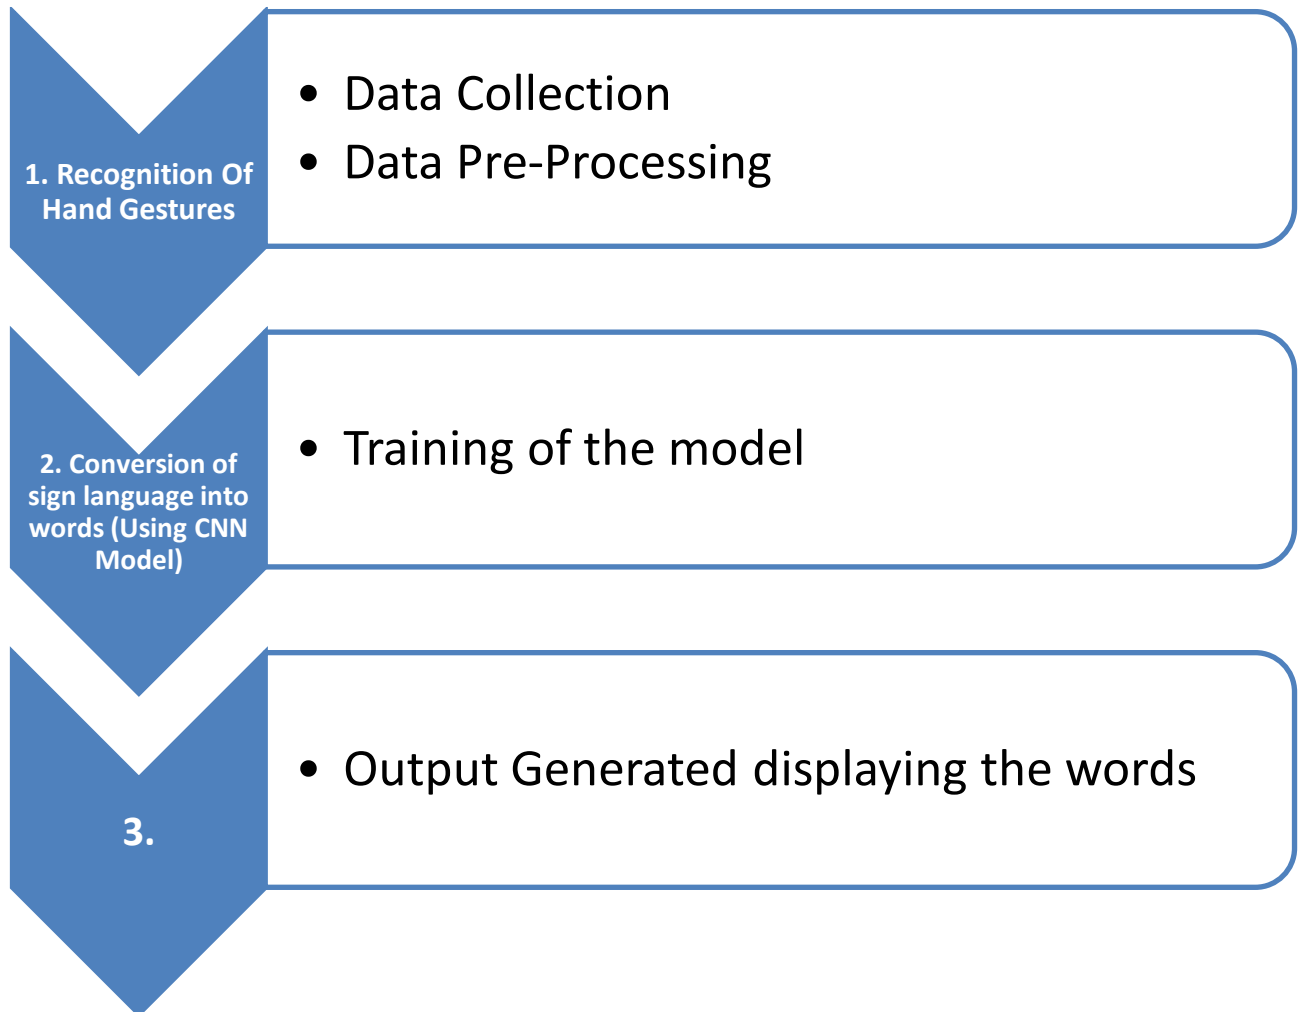 1. Recognition Of
Hand Gestures
• Data Collection
• Data Pre-Processing
2. Conversion of
sign language into
words (Using CNN
Model)
• Training of the model
3.
• Output Generated displaying the words